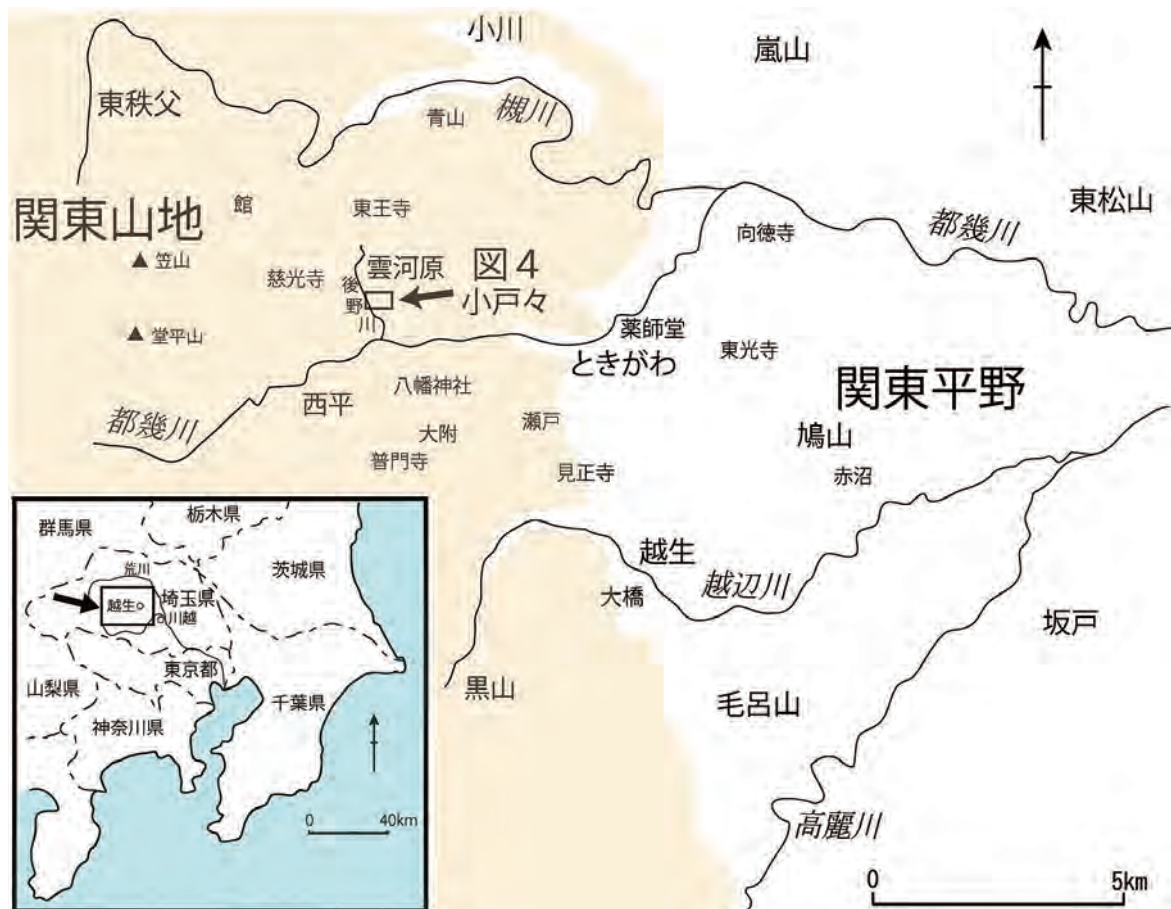 小川
嵐山
東秩父
青山
槻川
関東山地
館
東王寺
向徳寺
都幾川
東松山
笠山
慈光寺
雲河原
図4
後野川
小戸々
堂平山
薬師堂
ときがわ
東光寺
関東平野
八幡神社
西平
都幾川
大附
瀬戸
鳩山
普門寺
見正寺
赤沼
越生
大橋
越辺川
坂戸
黒山
毛呂山
高麗川
0 5km
群馬県
栃木県
茨城県
荒川
越生
埼玉県
川越
東京都
山梨県
神奈川県
千葉県
0 40km